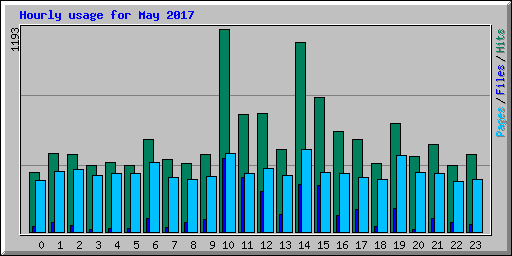 Hourly usage for May 2017
1193
Pages/Files/Hits
0 1 2 3 4 5 6 7 8 9 10 11 12 13 14 15 16 17 18 19 20 21 22 23